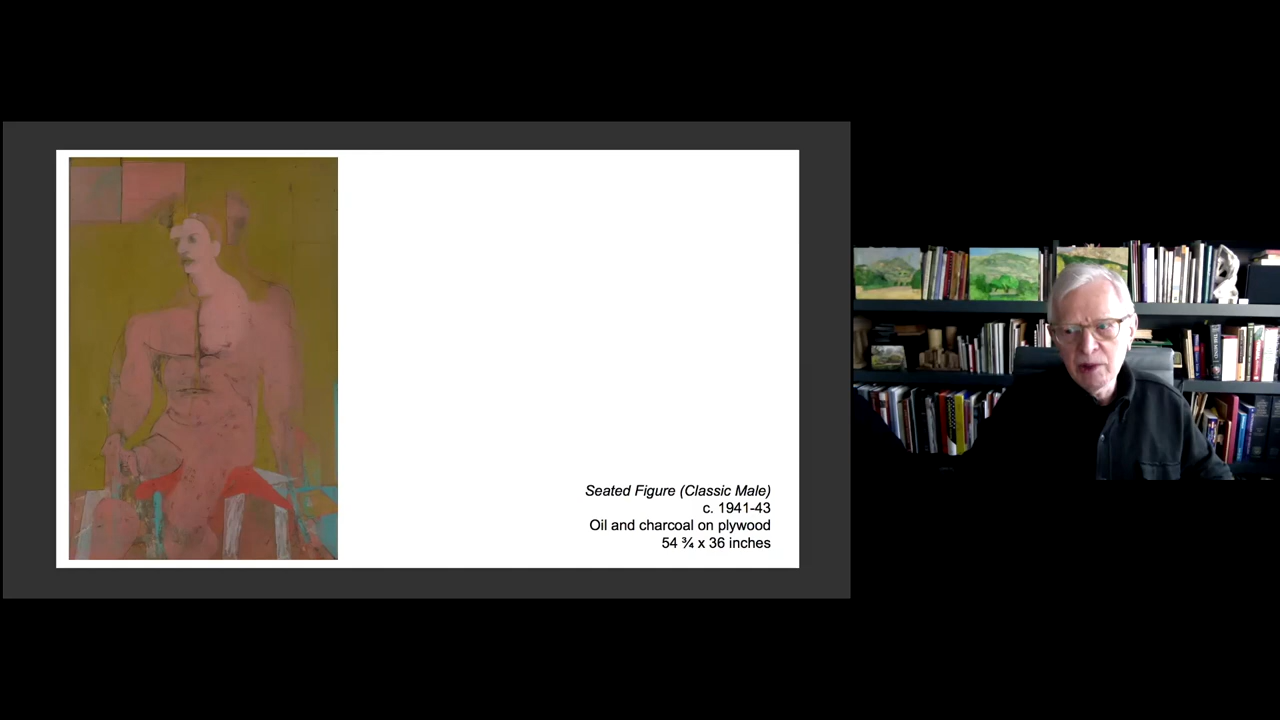 Seated Figure (Classic Male)
c. 1941-43
Oil and charcoal on plywood
54 ¾ x 36 inches